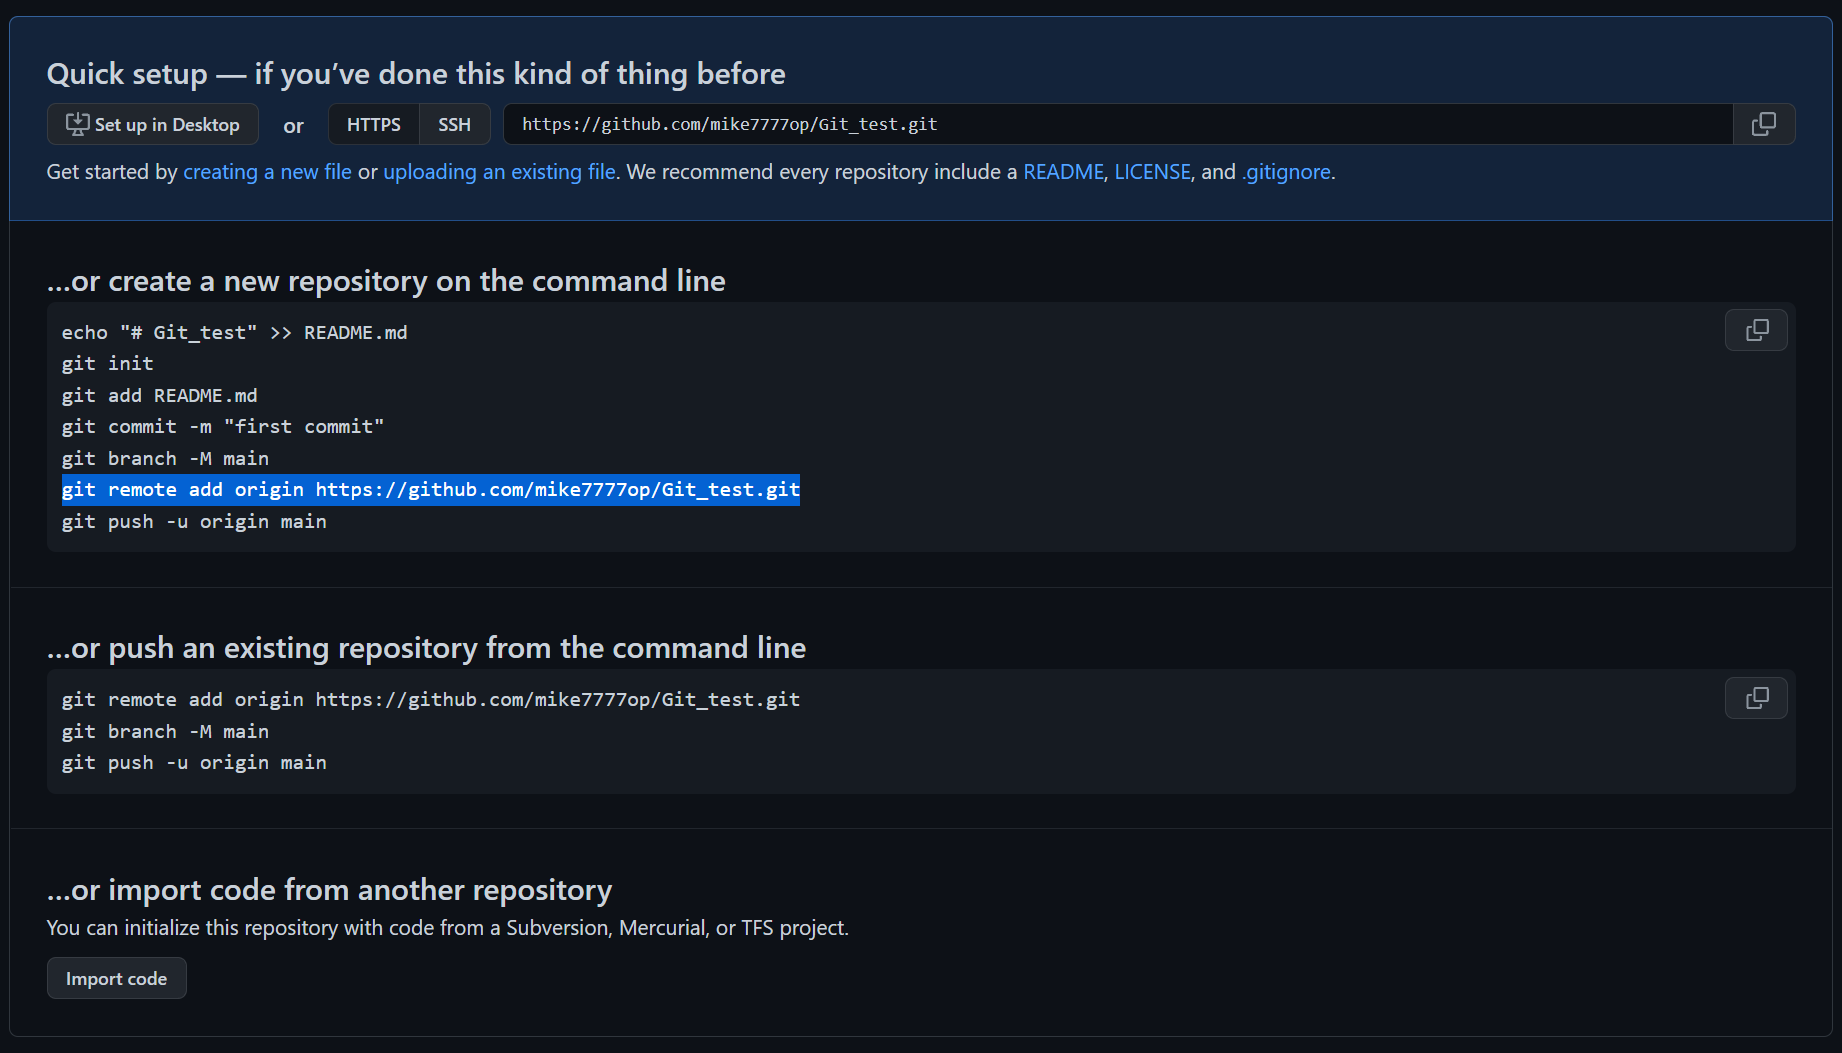 Quick setup — if you’ve done this kind of thing before
Set up in Desktop or HTTPS SSH https://github.com/mike7777op/Git_test.git
Get started by creating a new file or uploading an existing file. We recommend every repository include a README, LICENSE, and .gitignore.
…or create a new repository on the command line
echo "# Git_test" >> README.md
git init
git add README.md
git commit -m "first commit"
git branch -M main
git remote add origin https://github.com/mike7777op/Git_test.git
git push -u origin main
…or push an existing repository from the command line
git remote add origin https://github.com/mike7777op/Git_test.git
git branch -M main
git push -u origin main
…or import code from another repository
You can initialize this repository with code from a Subversion, Mercurial, or TFS project.
Import code